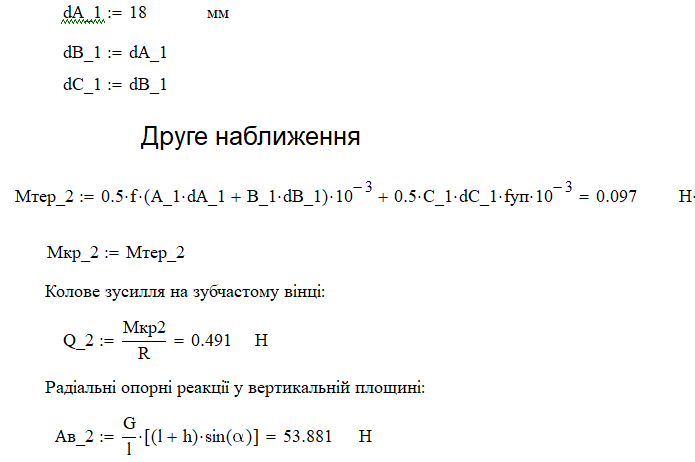 dA_1 := 18 мм
dB_1 := dA_1
dC_1 := dB_1
Друге наближення
Мтер_2 := 0.5·f·(A_1·dA_1 + B_1·dB_1)·10^-3 + 0.5·C_1·dC_1·fуп·10^-3 = 0.097 Н·
Мкр_2 := Мтер_2
Колове зусилля на зубчастому вінці:
Q_2 := Мкр2/R = 0.491 Н
Радіальні опорні реакції у вертикальній площині:
Ав_2 := G/l·[(l + h)·sin(α)] = 53.881 Н